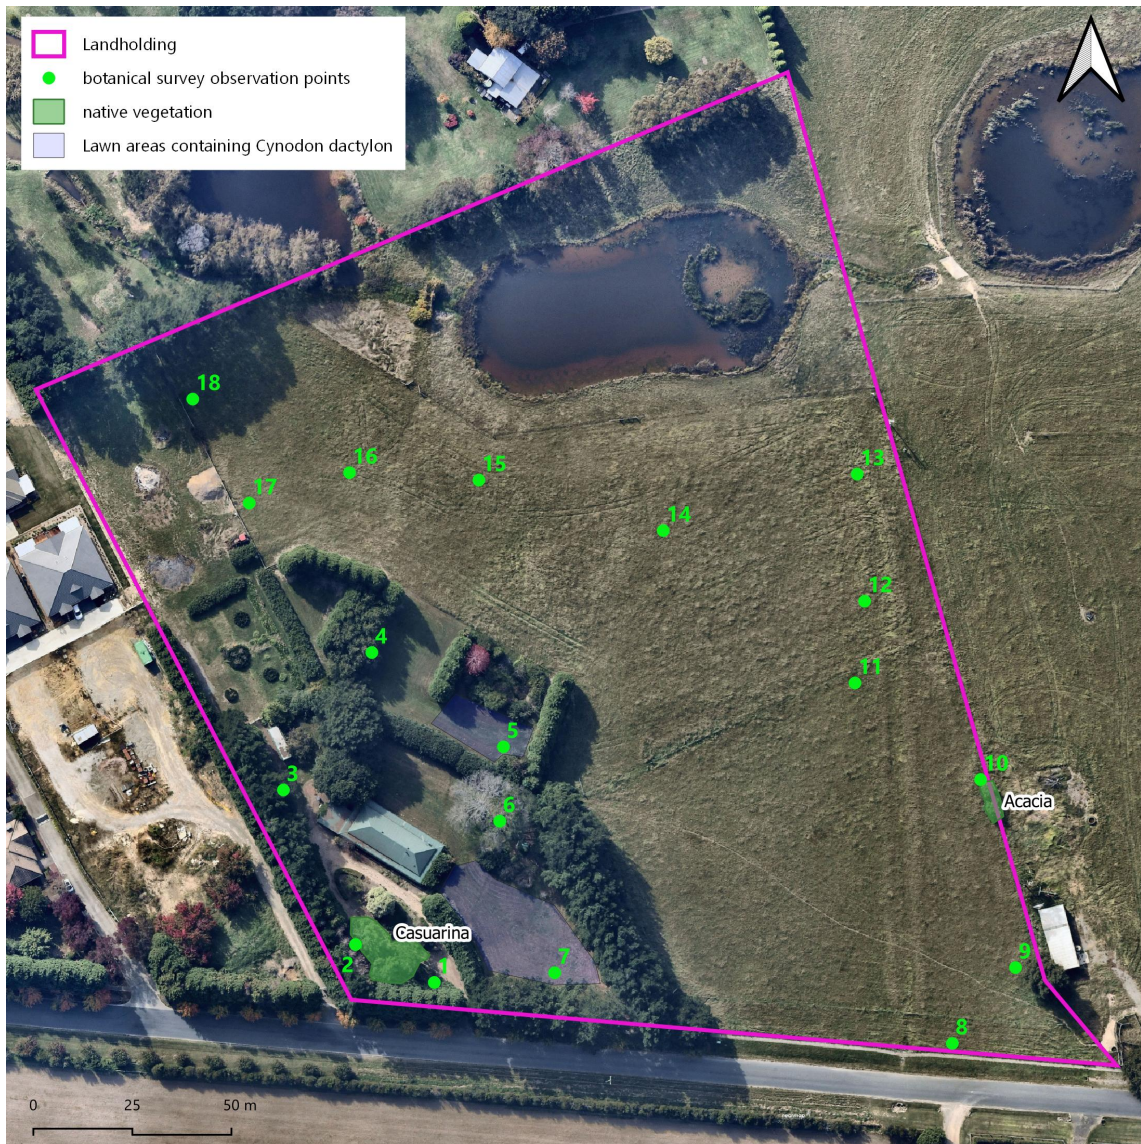 Landholding
botanical survey observation points
native vegetation
Lawn areas containing Cynodon dactylon
18
16
15
13
17
14
12
4
11
5
10
3
Acacia
6
Casuarina
2
1
7
9
8
0 25 50 m